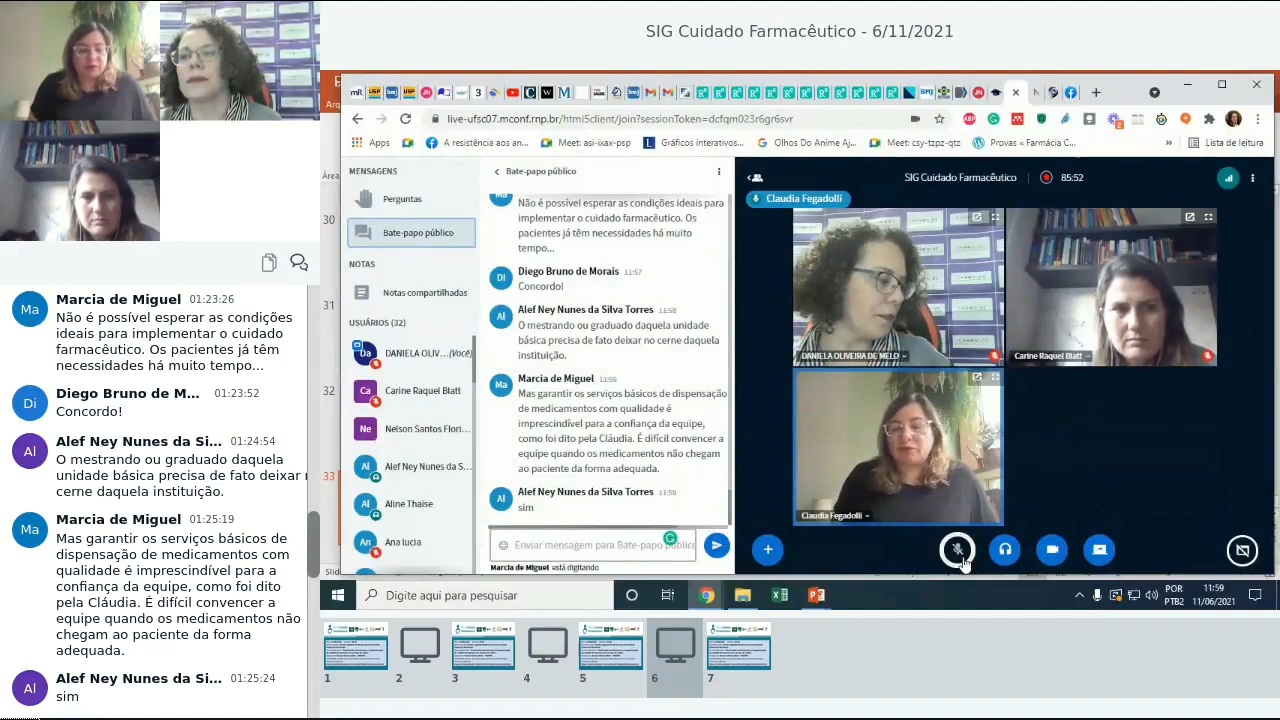 SIG Cuidado Farmacêutico - 6/11/2021
Ma
Marcia de Miguel 01:23:26
Não é possível esperar as condições
ideais para implementar o cuidado
farmacêutico. Os pacientes já têm
necessidades há muito tempo...
Di
Diego Bruno de M... 01:23:52
Concordo!
Al
Alef Ney Nunes da Si... 01:24:54
O mestrando ou graduado daquela
unidade básica precisa de fato deixar
cerne daquela instituição.
Ma
Marcia de Miguel 01:25:19
Mas garantir os serviços básicos de
dispensação de medicamentos com
qualidade é imprescindível para a
confiança da equipe, como foi dito
pela Cláudia. É difícil convencer a
equipe quando os medicamentos não
chegam ao paciente da forma
adequada.
Al
Alef Ney Nunes da Si... 01:25:24
sim
30
31
32
33
live-ufsc07.mconf.rnp.br/html5client/join?sessionToken=dcfqm023r6gr6svr
Apps
A resistência aos an...
Meet: asi-ixax-psp
Gráficos interativos...
Olhos Do Anime Aj...
Meet: csy-tzpz-qtz
Provas « Farmácia C...
»
Lista de leitura
MENSAGENS
Perguntas
Bate-papo público
NOTAS
Notas compartilhadas
USUÁRIOS (32)
Da DANIELA OLIV... (Você)
Ca Carine Raquel Blatt
Ne Nelson Santos Flori...
Al Alef Ney Nunes da S...
Al Aline Thaise
An Ana lucia
Bate-papo público
Não é possível esperar as condições ideais para
implementar o cuidado farmacêutico. Os
pacientes já têm necessidades há muito
tempo...
DI
Diego Bruno de Morais 11:57
Concordo!
Al
Alef Ney Nunes da Silva Torres 11:58
O mestrando ou graduado daquela unidade
básica precisa de fato deixar no cerne daquela
instituição.
Ma
Marcia de Miguel 11:59
Mas garantir os serviços básicos de dispensação
de medicamentos com qualidade é
imprescindível para a confiança da equipe,
como foi dito pela Cláudia. É difícil convencer a
equipe quando os medicamentos não chegam
ao paciente da forma adequada.
Al
Alef Ney Nunes da Silva Torres 11:59
sim
Enviar mensagem para Bate-papo público
Marcia de Miguel está digitando
SIG Cuidado Farmacêutico
85:52
Claudia Fegadolli
DANIELA OLIVEIRA DE MELO
Carine Raquel Blatt
Claudia Fegadolli
Digite aqui para pesquisar
POR
PTB2
11:59
11/06/2021
1
2
3
4
5
6
7